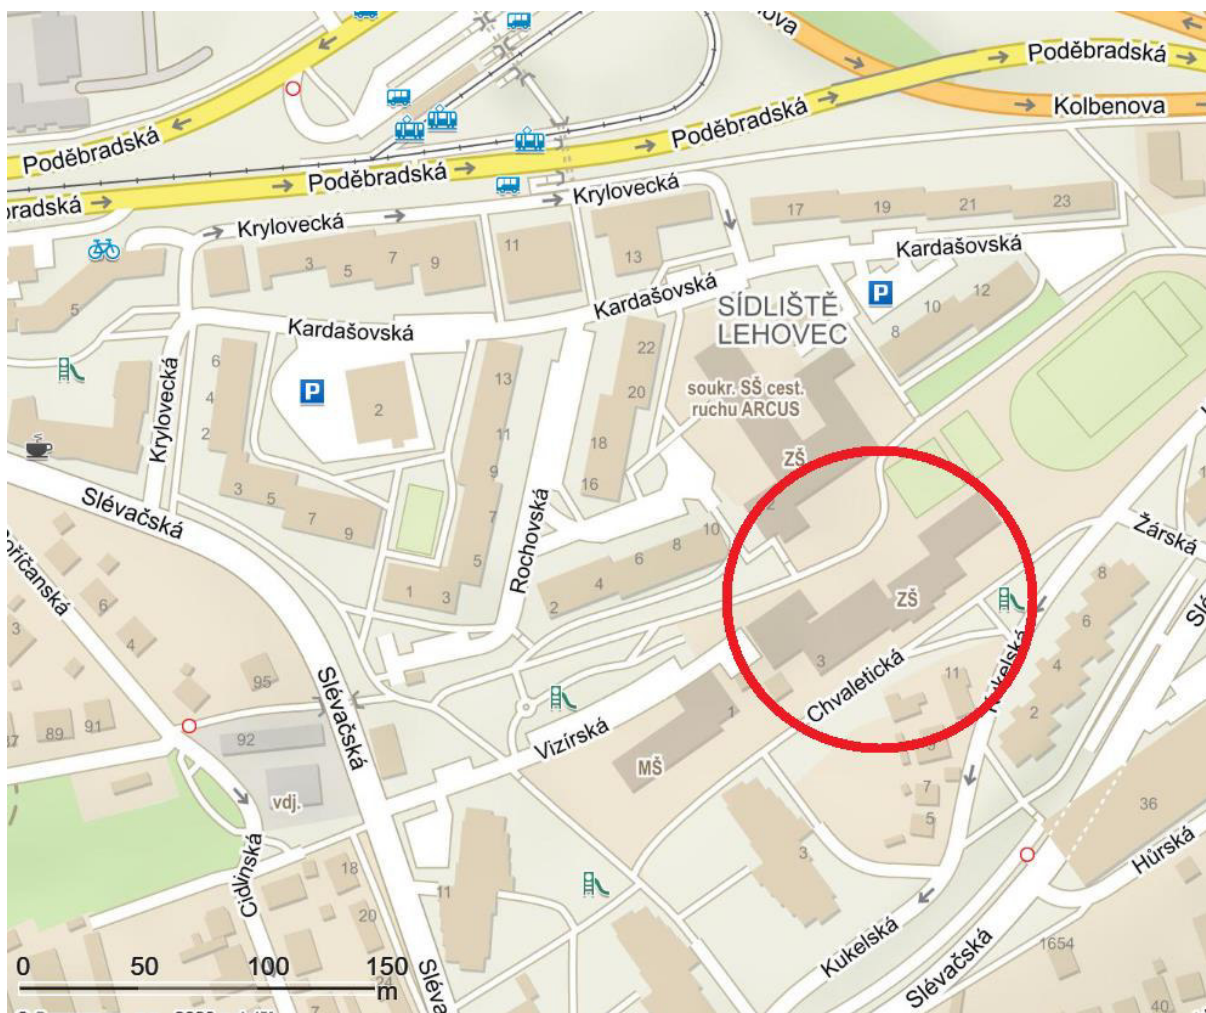 Poděbradská
Kolbenova
Poděbradská
Poděbradská
Poděbradská
Krylovecká
Krylovecká
17
19
21
23
11
13
3
5
7
9
Kardašovská
5
Kardašovská
Kardašovská
P
SÍDLIŠTĚ
LEHOVEC
10
12
8
6
4
2
P
2
13
22
20
soukr. SŠ cest.
ruchu ARCUS
Krylovecká
11
18
ZŠ
Slévačská
3
5
7
9
9
16
7
Rochovská
10
8
6
4
2
5
1
3
Žárská
ZŠ
3
Chvaletická
8
6
4
2
11
6
4
3
95
Slévačská
89
91
92
Vizírská
1
MŠ
7
5
vdj.
36
Hůrská
3
Cidlinská
18
20
11
Kukelská
Slévačská
1654
40
0
50
100
150
m